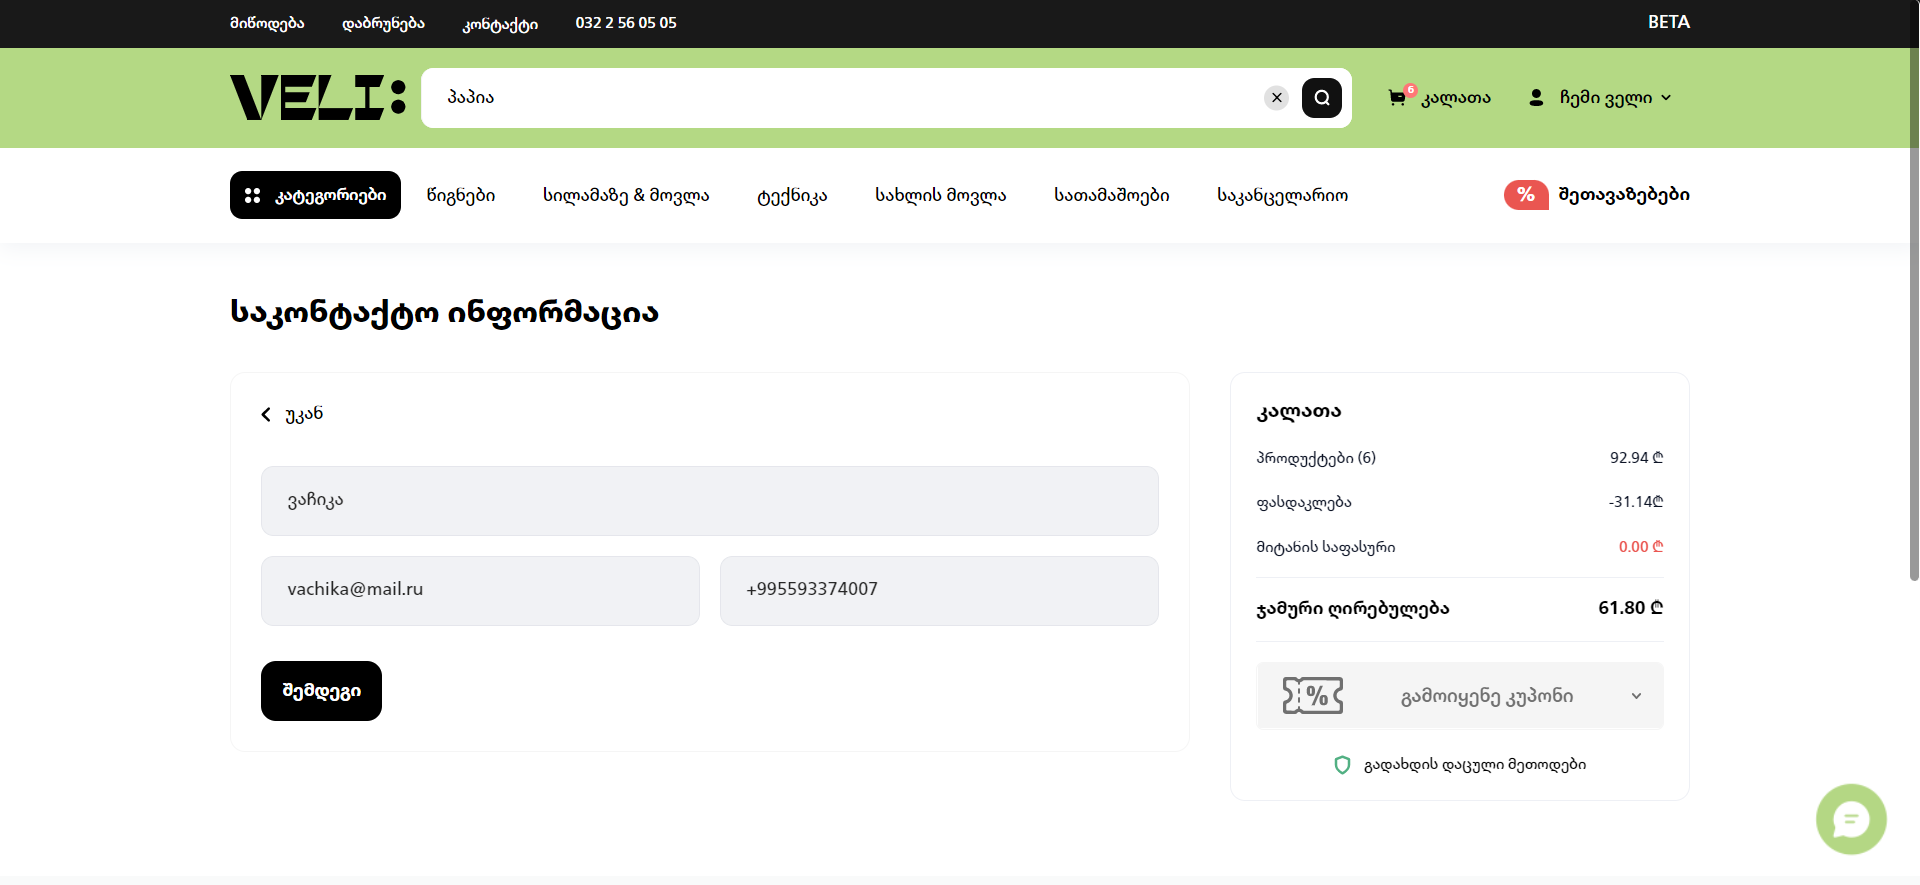 მიწოდება დაბრუნება კონტაქტი 032 2 56 05 05 BETA
VELI: პაპია 6 კალათა ჩემი ველი
კატეგორიები წიგნები სილამაზე & მოვლა ტექნიკა სახლის მოვლა სათამაშოები საკანცელარიო % შეთავაზებები
საკონტაქტო ინფორმაცია
უკან
ვაჩიკა
vachika@mail.ru +995593374007
შემდეგი
კალათა
პროდუქტები (6) 92.94 ₾
ფასდაკლება -31.14₾
მიტანის საფასური 0.00 ₾
ჯამური ღირებულება 61.80 ₾
% გამოიყენე კუპონი
გადახდის დაცული მეთოდები